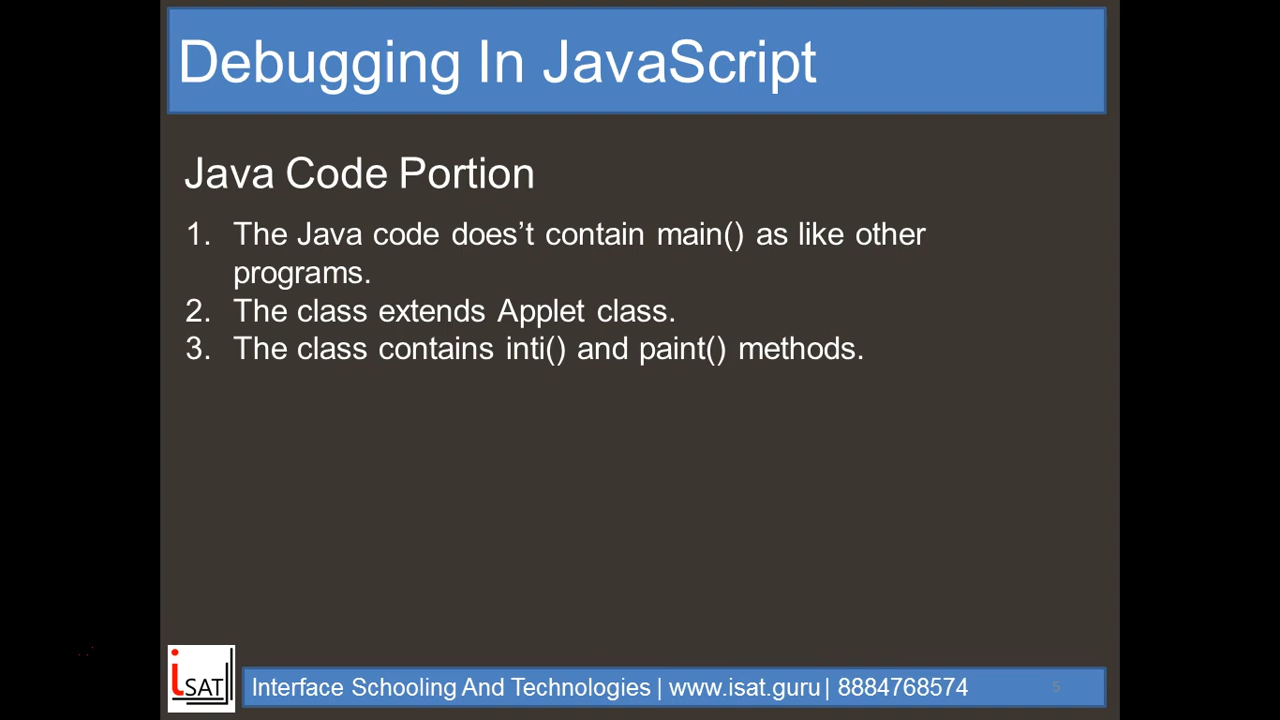 Debugging In JavaScript
Java Code Portion
1. The Java code does’t contain main() as like other
programs.
2. The class extends Applet class.
3. The class contains inti() and paint() methods.
iSAT
Interface Schooling And Technologies | www.isat.guru | 8884768574
5